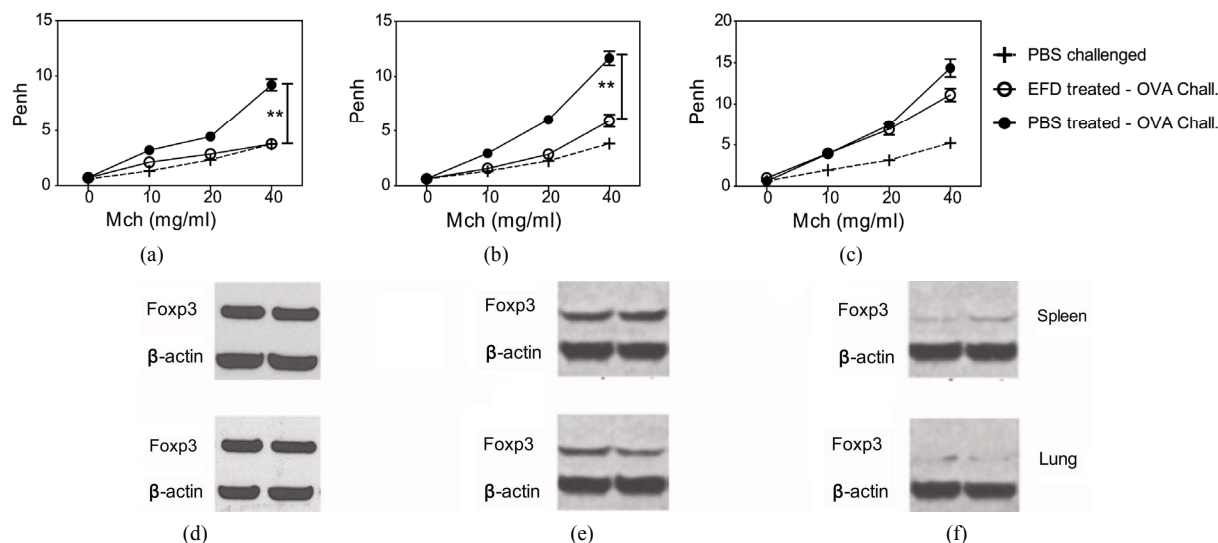 15
10
5
0
Penh
**
0 10 20 40
Mch (mg/ml)
(a)
15
10
5
0
Penh
**
0 10 20 40
Mch (mg/ml)
(b)
20
15
10
5
0
Penh
0 10 20 40
Mch (mg/ml)
(c)
PBS challenged
EFD treated - OVA Chall.
PBS treated - OVA Chall.
Foxp3
β-actin
Foxp3
β-actin
(d)
Foxp3
β-actin
Foxp3
β-actin
(e)
Foxp3
β-actin
Spleen
Foxp3
β-actin
Lung
(f)